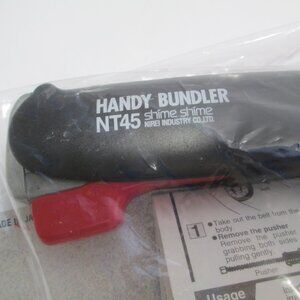 HANDY BUNDLER
NT45 shime shime
NIREI INDUSTRY CO.,LTD.
1 • Take out the belt from the
body.
• Remove the pusher
Remove the pusher
grabbing both sides
pulling gently.
Pusher
Usage